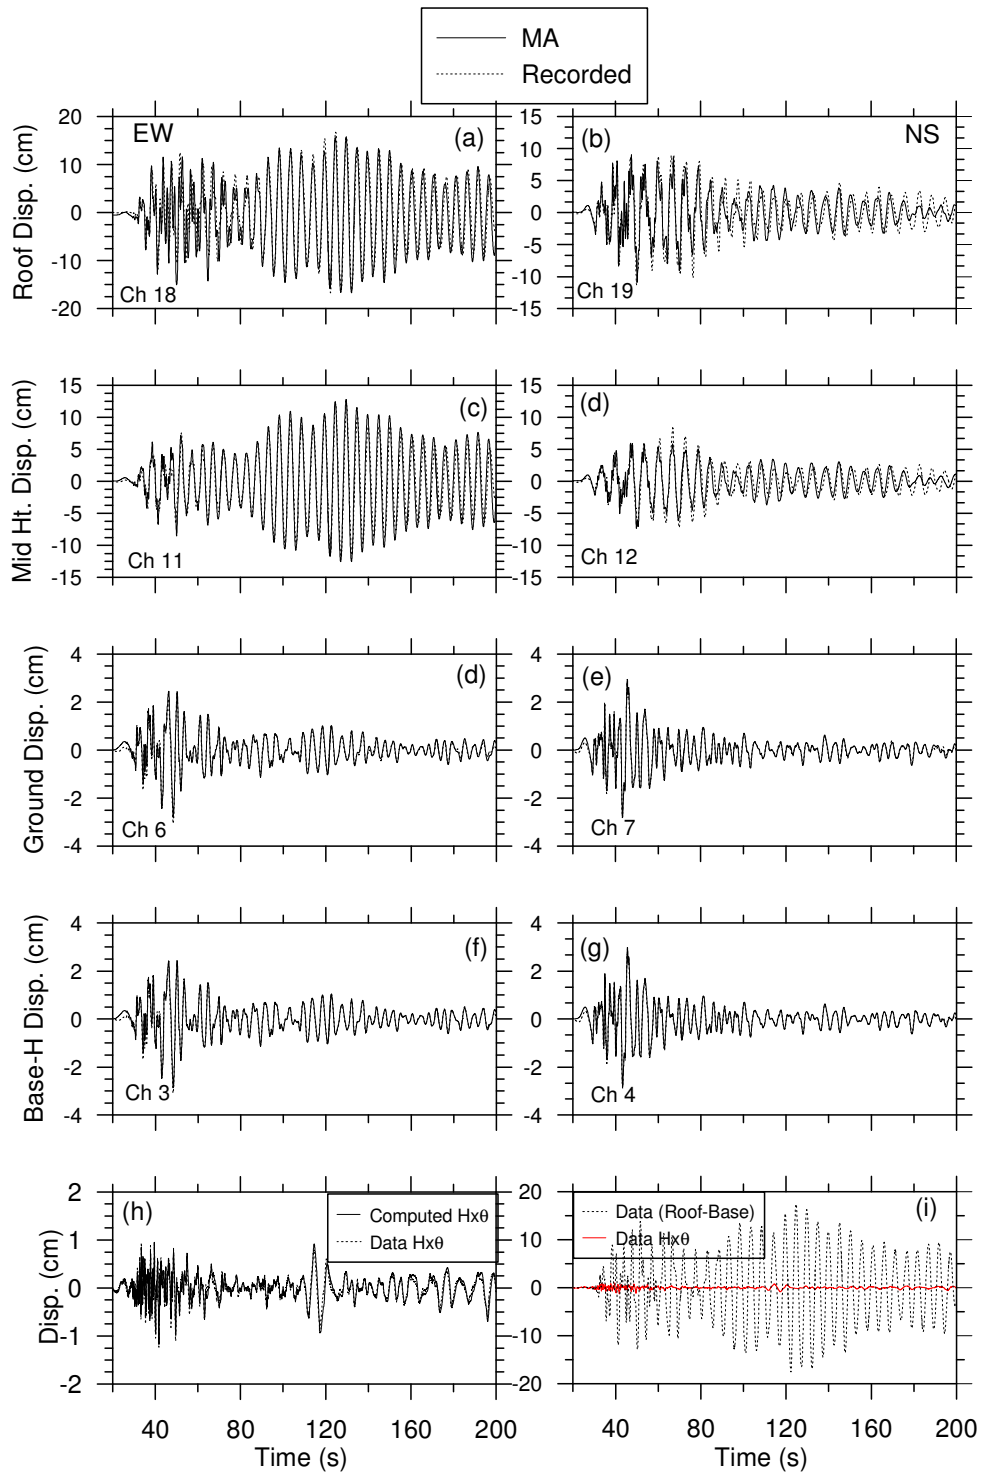 MA
Recorded
Roof Disp. (cm)
20
10
0
-10
-20
EW
(a)
Ch 18
15
10
5
0
-5
-10
-15
(b)
NS
Ch 19
Mid Ht. Disp. (cm)
15
10
5
0
-5
-10
-15
(c)
Ch 11
15
10
5
0
-5
-10
-15
(d)
Ch 12
Ground Disp. (cm)
4
2
0
-2
-4
(d)
Ch 6
4
2
0
-2
-4
(e)
Ch 7
Base-H Disp. (cm)
4
2
0
-2
-4
(f)
Ch 3
4
2
0
-2
-4
(g)
Ch 4
Disp. (cm)
2
1
0
-1
-2
(h)
Computed Hxθ
Data Hxθ
40 80 120 160 200
Time (s)
20
10
0
-10
-20
Data (Roof-Base)
Data Hxθ
(i)
40 80 120 160 200
Time (s)